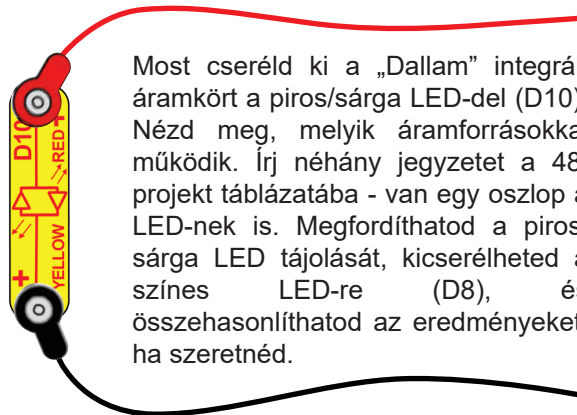 Most cseréld ki a „Dallam” integrá
áramkört a piros/sárga LED-del (D10)
Nézd meg, melyik áramforrásokka
működik. Írj néhány jegyzetet a 48
projekt táblázatába - van egy oszlop a
LED-nek is. Megfordíthatod a piros
sárga LED tájolását, kicserélheted a
színes LED-re (D8), és
összehasonlíthatod az eredményeket
ha szeretnéd.
D10 RED +
+ YELLOW